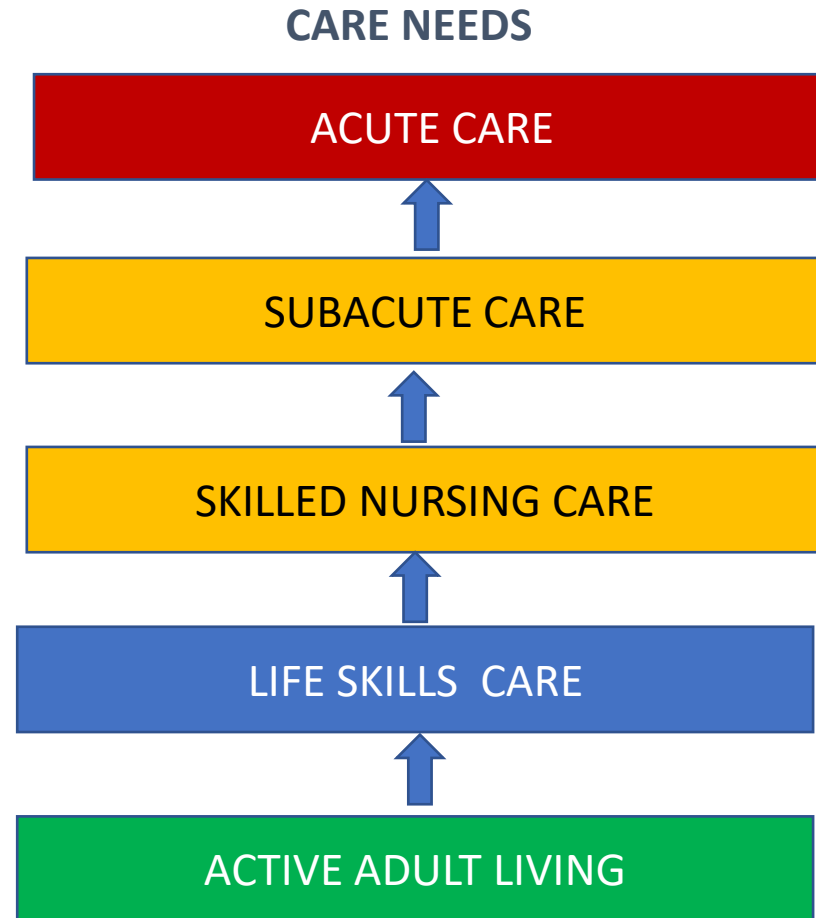 CARE NEEDS
ACUTE CARE
SUBACUTE CARE
SKILLED NURSING CARE
LIFE SKILLS  CARE
ACTIVE ADULT LIVING